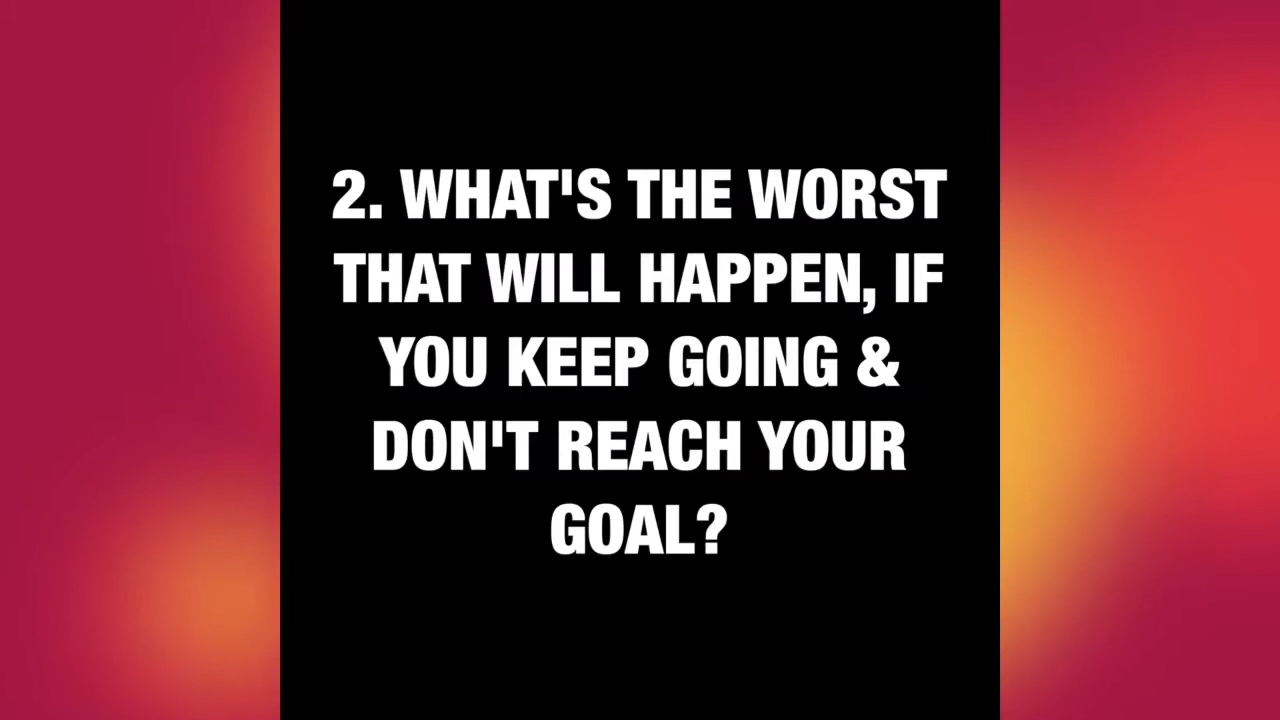 2. WHAT'S THE WORST
THAT WILL HAPPEN, IF
YOU KEEP GOING &
DON'T REACH YOUR
GOAL?